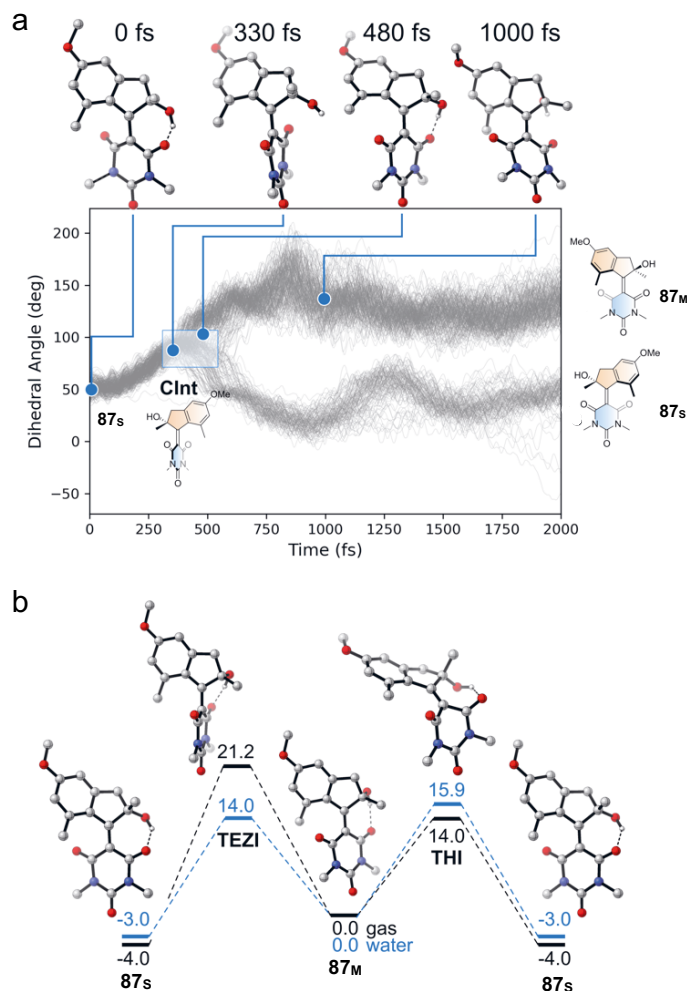 a
0 fs 330 fs 480 fs 1000 fs
Dihedral Angle (deg)
200
150
100
50
0
−50
0 250 500 750 1000 1250 1500 1750 2000
Time (fs)
87S
CInt
OMe
HO
O O
N N
O
MeO
OH
O O
N N
O
87M
OMe
HO
O O
N N
O
87S
b
21.2
14.0
TEZI
15.9
14.0
THI
-3.0
-4.0
87S
0.0 gas
0.0 water
87M
-3.0
-4.0
87S